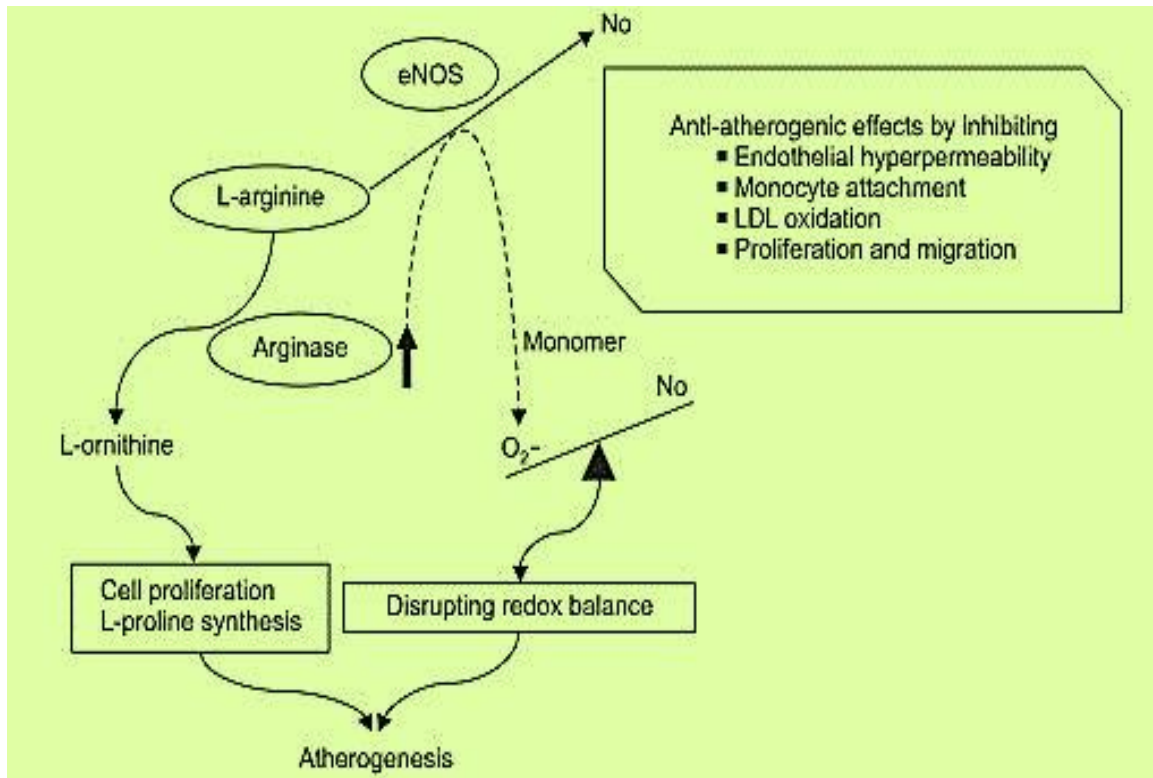 No
eNOS
Anti-atherogenic effects by Inhibiting
▪ Endothelial hyperpermeability
▪ Monocyte attachment
▪ LDL oxidation
▪ Proliferation and migration
L-arginine
Arginase
Monomer
No
L-ornithine
O₂-
Cell proliferation
L-proline synthesis
Disrupting redox balance
Atherogenesis